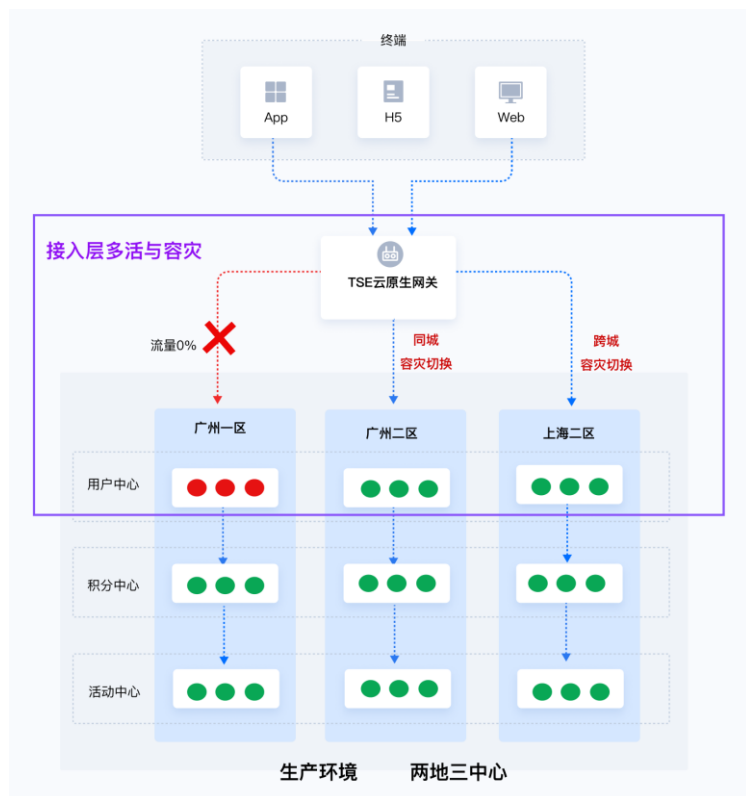 终端
App
H5
Web
接入层多活与容灾
TSE云原生网关
流量0%
同城
容灾切换
跨城
容灾切换
广州一区
广州二区
上海二区
用户中心
积分中心
活动中心
生产环境 两地三中心